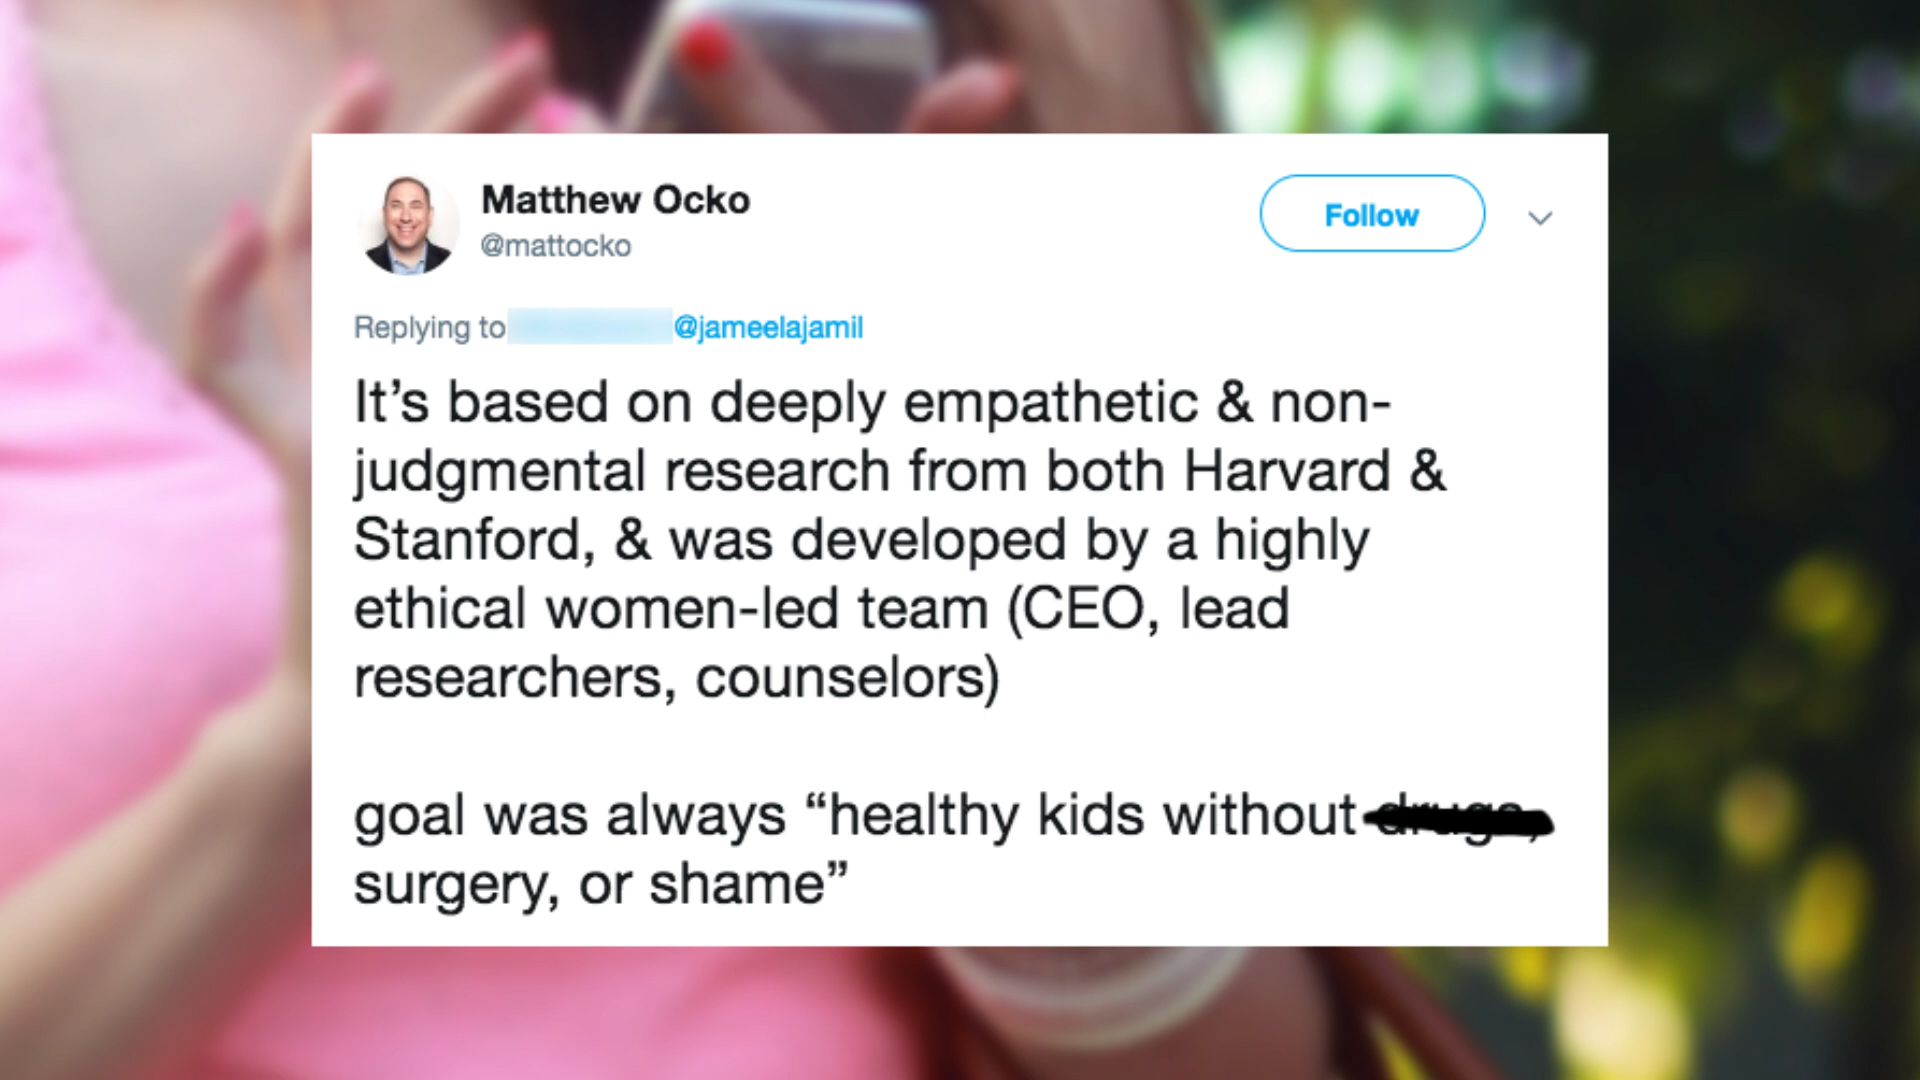 Matthew Ocko
@mattocko
Follow
Replying to @jameelajamil
It’s based on deeply empathetic & non-
judgmental research from both Harvard &
Stanford, & was developed by a highly
ethical women-led team (CEO, lead
researchers, counselors)
goal was always “healthy kids without drugs,
surgery, or shame”